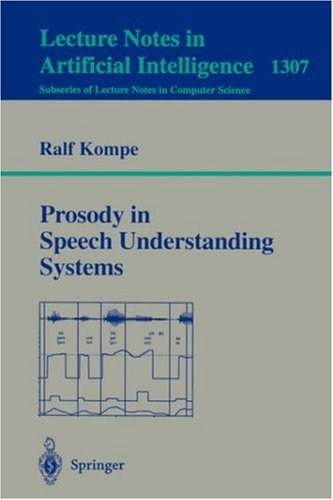 Lecture Notes in
Artificial Intelligence 1307
Subseries of Lecture Notes in Computer Science
Ralf Kompe
Prosody in
Speech Understanding
Systems
Springer